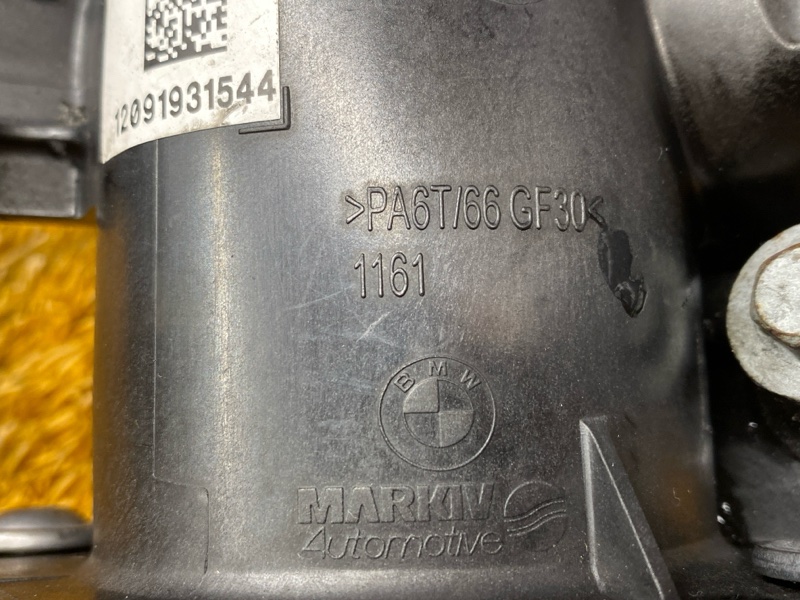 12091931544
>PA6T/66 GF30<
1161
BMW
MARKIV
Automotive